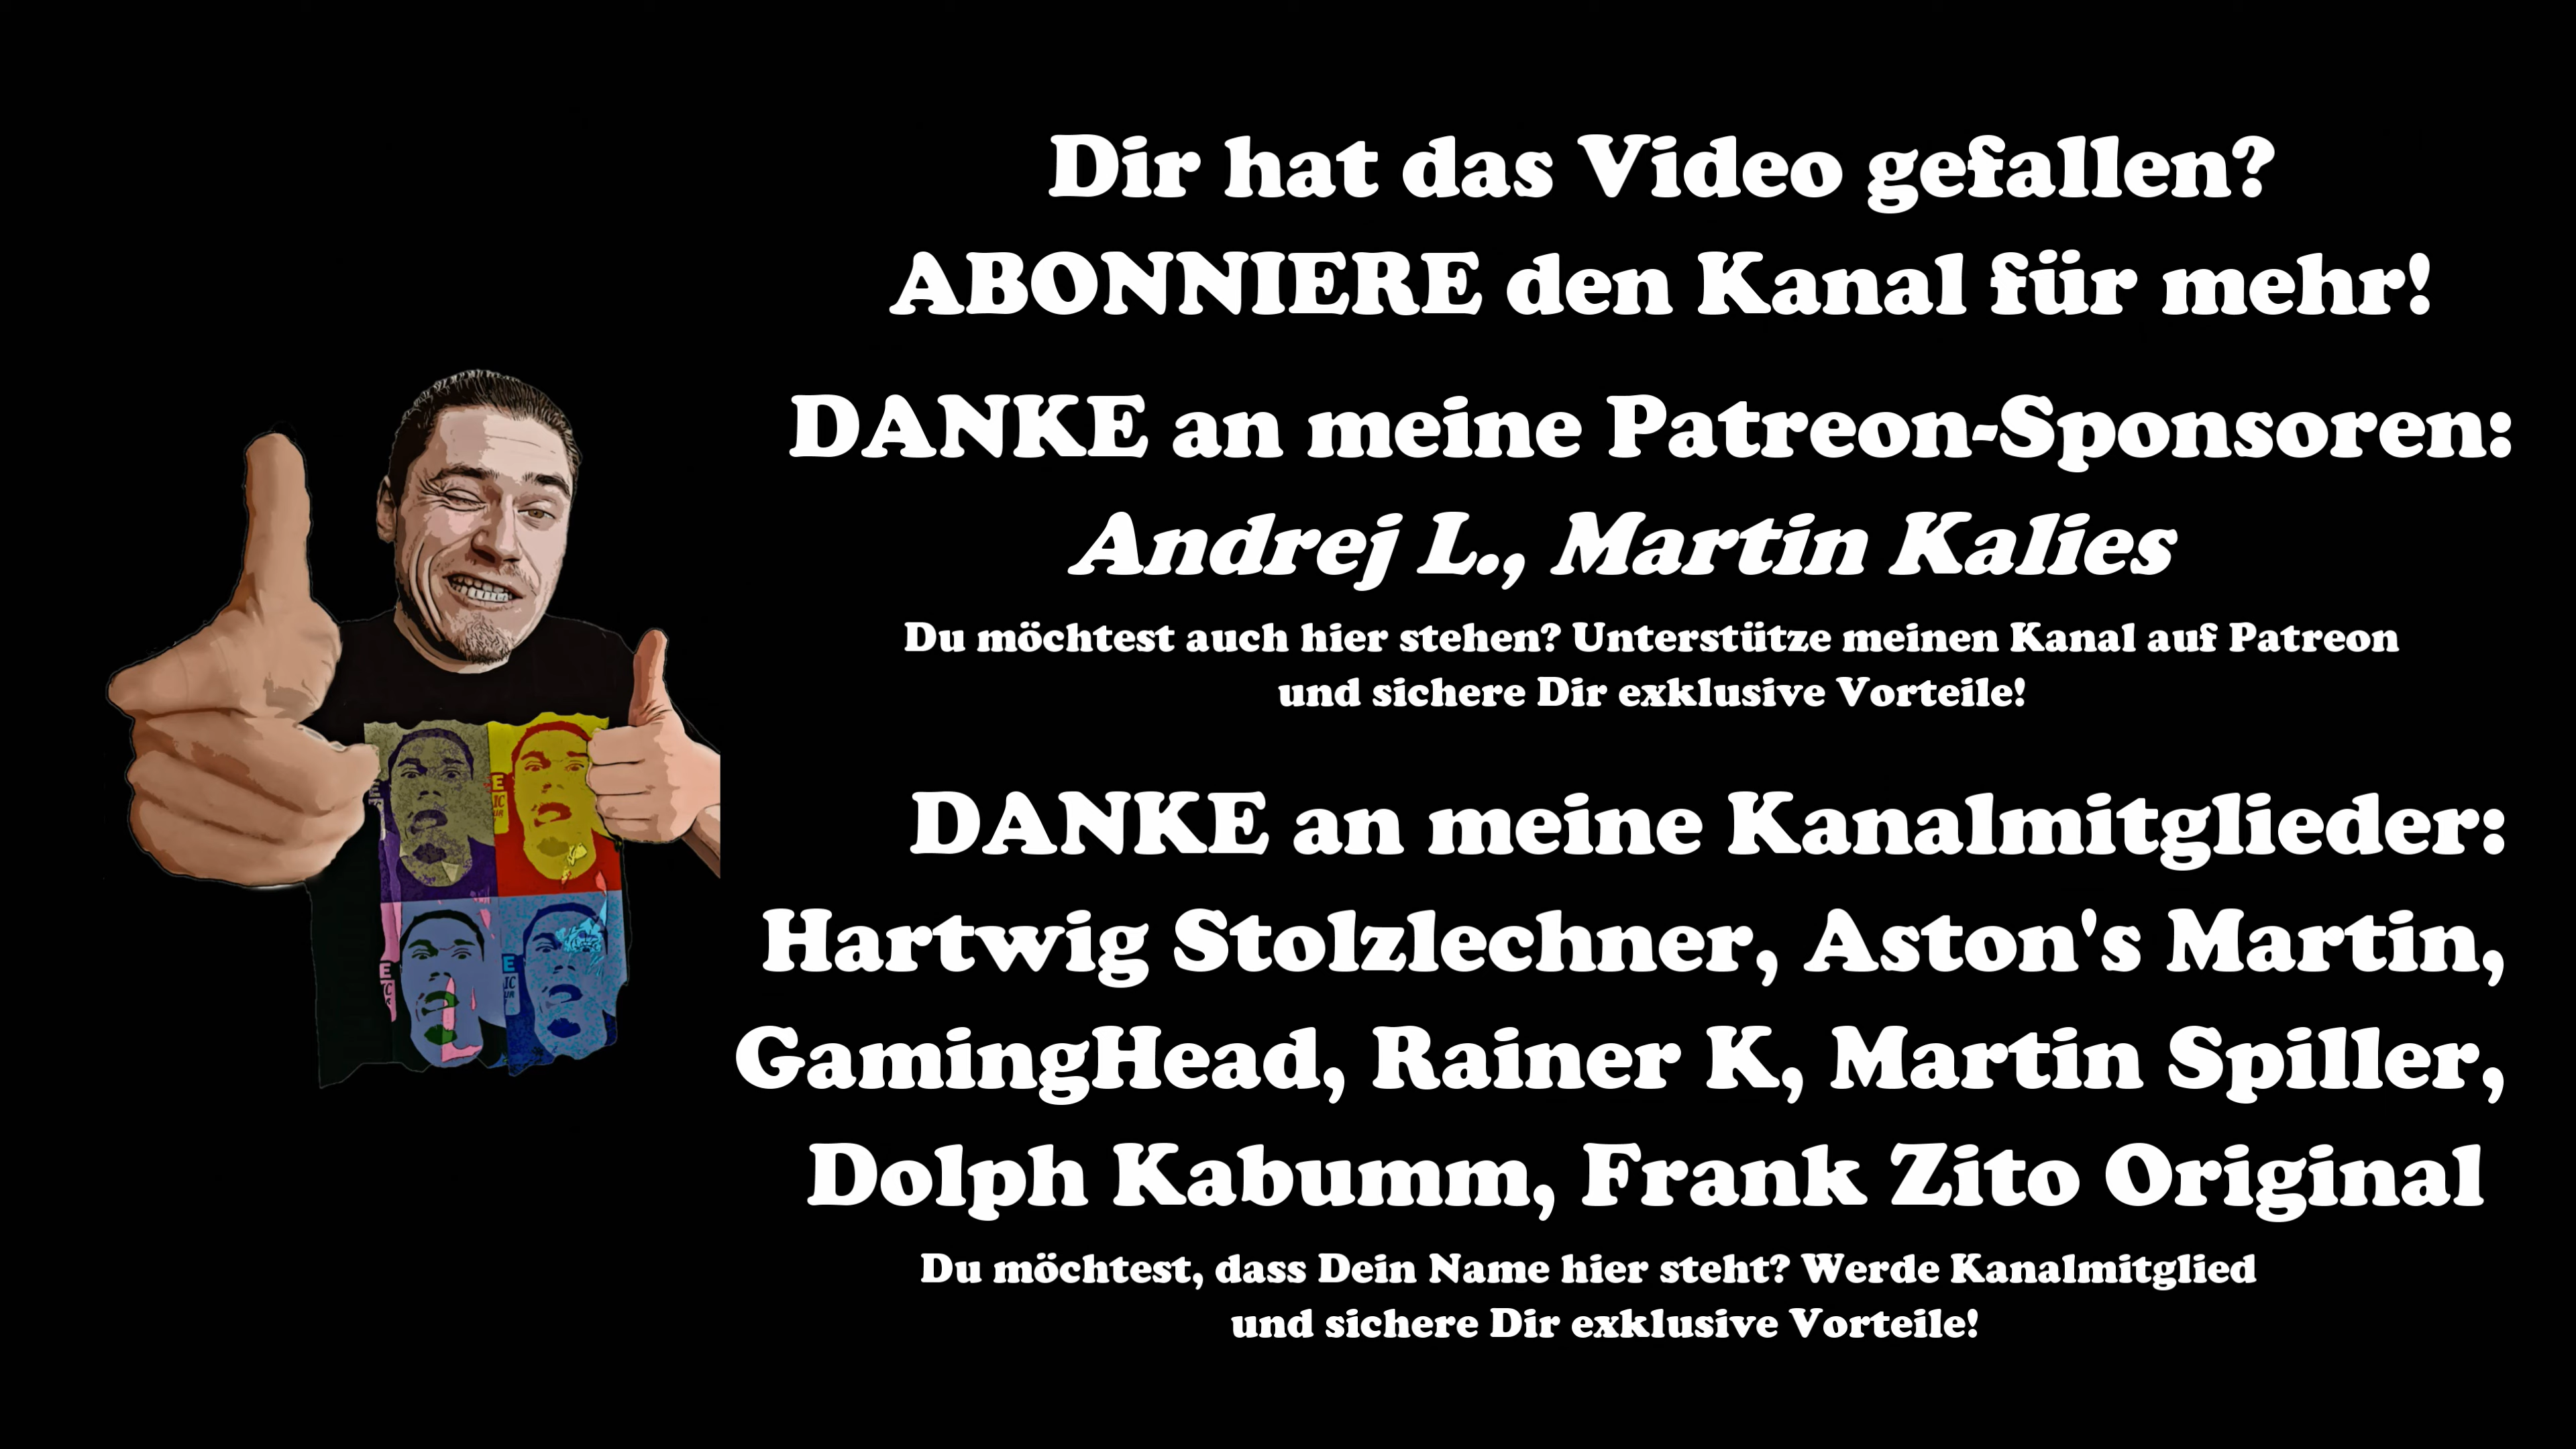 Dir hat das Video gefallen?
ABONNIERE den Kanal für mehr!
DANKE an meine Patreon-Sponsoren:
Andrej L., Martin Kalies
Du möchtest auch hier stehen? Unterstütze meinen Kanal auf Patreon
und sichere Dir exklusive Vorteile!
DANKE an meine Kanalmitglieder:
Hartwig Stolzlechner, Aston's Martin,
GamingHead, Rainer K, Martin Spiller,
Dolph Kabumm, Frank Zito Original
Du möchtest, dass Dein Name hier steht? Werde Kanalmitglied
und sichere Dir exklusive Vorteile!